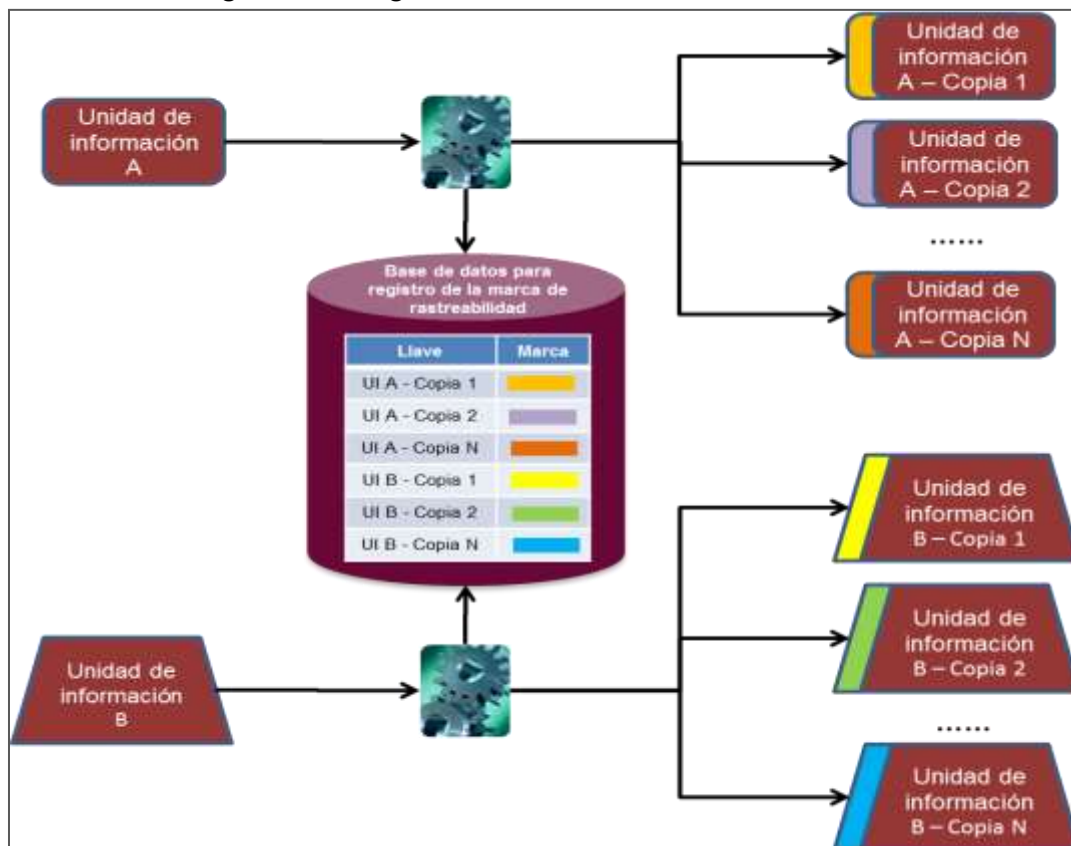 Unidad de
información
A
Unidad de
información
A – Copia 1
Unidad de
información
A – Copia 2
......
Unidad de
información
A – Copia N
Base de datos para
registro de la marca de
rastreabilidad
Llave Marca
UI A - Copia 1
UI A - Copia 2
UI A - Copia N
UI B - Copia 1
UI B - Copia 2
UI B - Copia N
Unidad de
información
B
Unidad de
información
B – Copia 1
Unidad de
información
B – Copia 2
......
Unidad de
información
B – Copia N